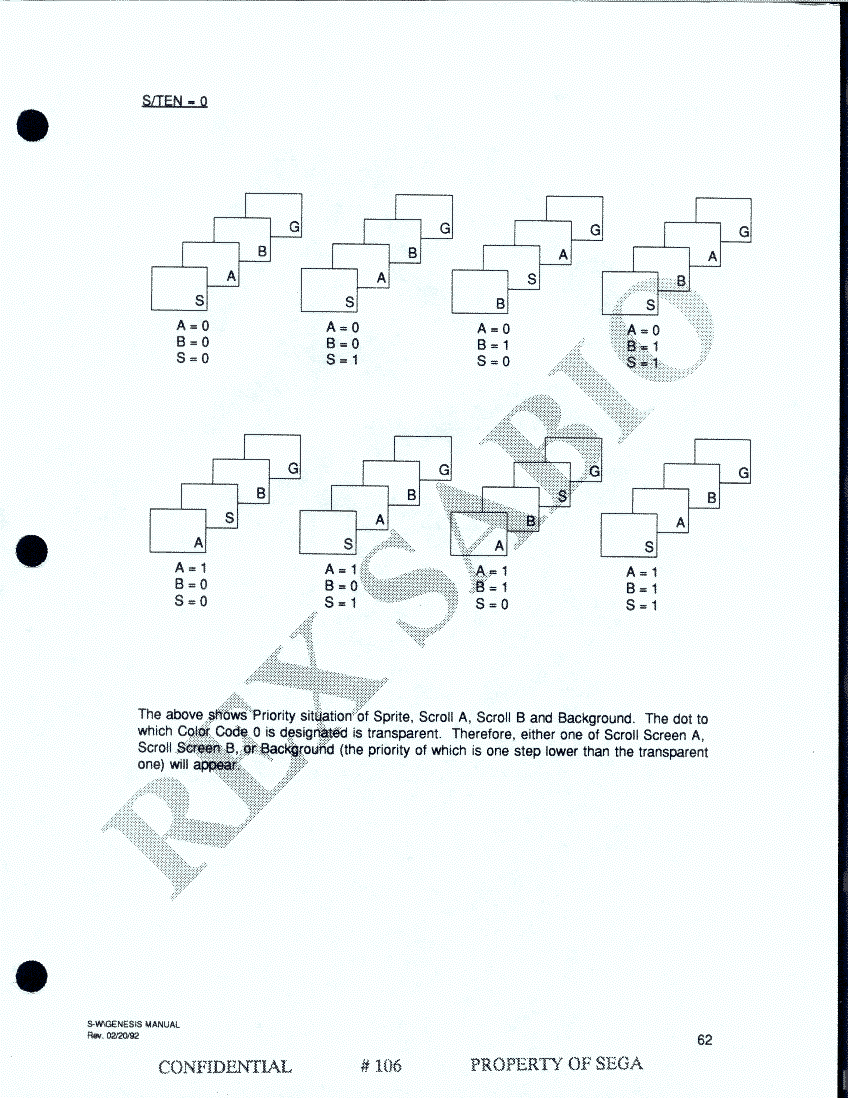 S/TEN = 0
G
B
A
S
A = 0
B = 0
S = 0
G
B
A
S
A = 0
B = 0
S = 1
G
A
S
B
A = 0
B = 1
S = 0
G
A
B
S
A = 0
B = 1
S = 1
G
B
S
A
A = 1
B = 0
S = 0
G
B
A
S
A = 1
B = 0
S = 1
G
S
B
A
A = 1
B = 1
S = 0
G
B
A
S
A = 1
B = 1
S = 1
The above shows Priority situation of Sprite, Scroll A, Scroll B and Background. The dot to
which Color Code 0 is designated is transparent. Therefore, either one of Scroll Screen A,
Scroll Screen B, or Background (the priority of which is one step lower than the transparent
one) will appear.
REX SABIO
S-W\GENESIS MANUAL
Rev. 02/20/92
62
CONFIDENTIAL # 106 PROPERTY OF SEGA